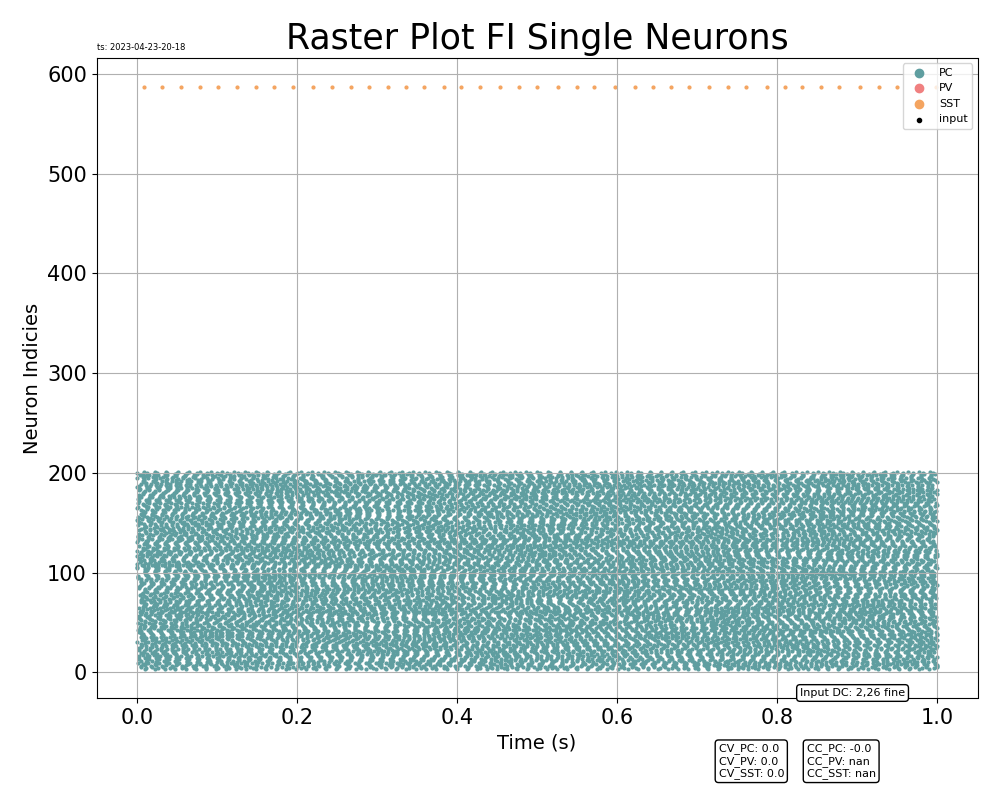 Raster Plot FI Single Neurons
ts: 2023-04-23-20-18
600
500
400
300
200
100
0
Neuron Indicies
PC
PV
SST
input
0.0
0.2
0.4
0.6
0.8
1.0
Time (s)
Input DC: 2,26 fine
CV_PC: 0.0
CV_PV: 0.0
CV_SST: 0.0
CC_PC: -0.0
CC_PV: nan
CC_SST: nan